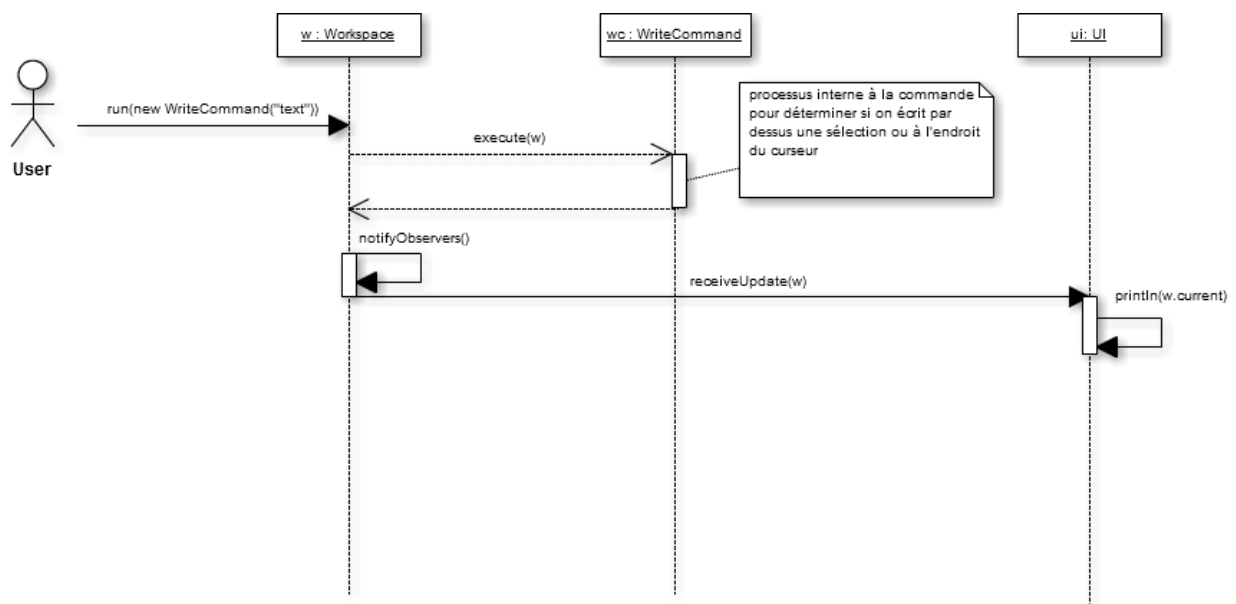 w : Workspace
wc : WriteCommand
ui: UI
run(new WriteCommand("text"))
User
execute(w)
processus interne à la commande
pour déterminer si on écrit par
dessus une sélection ou à l'endroit
du curseur
notifyObservers()
receiveUpdate(w)
println(w.current)